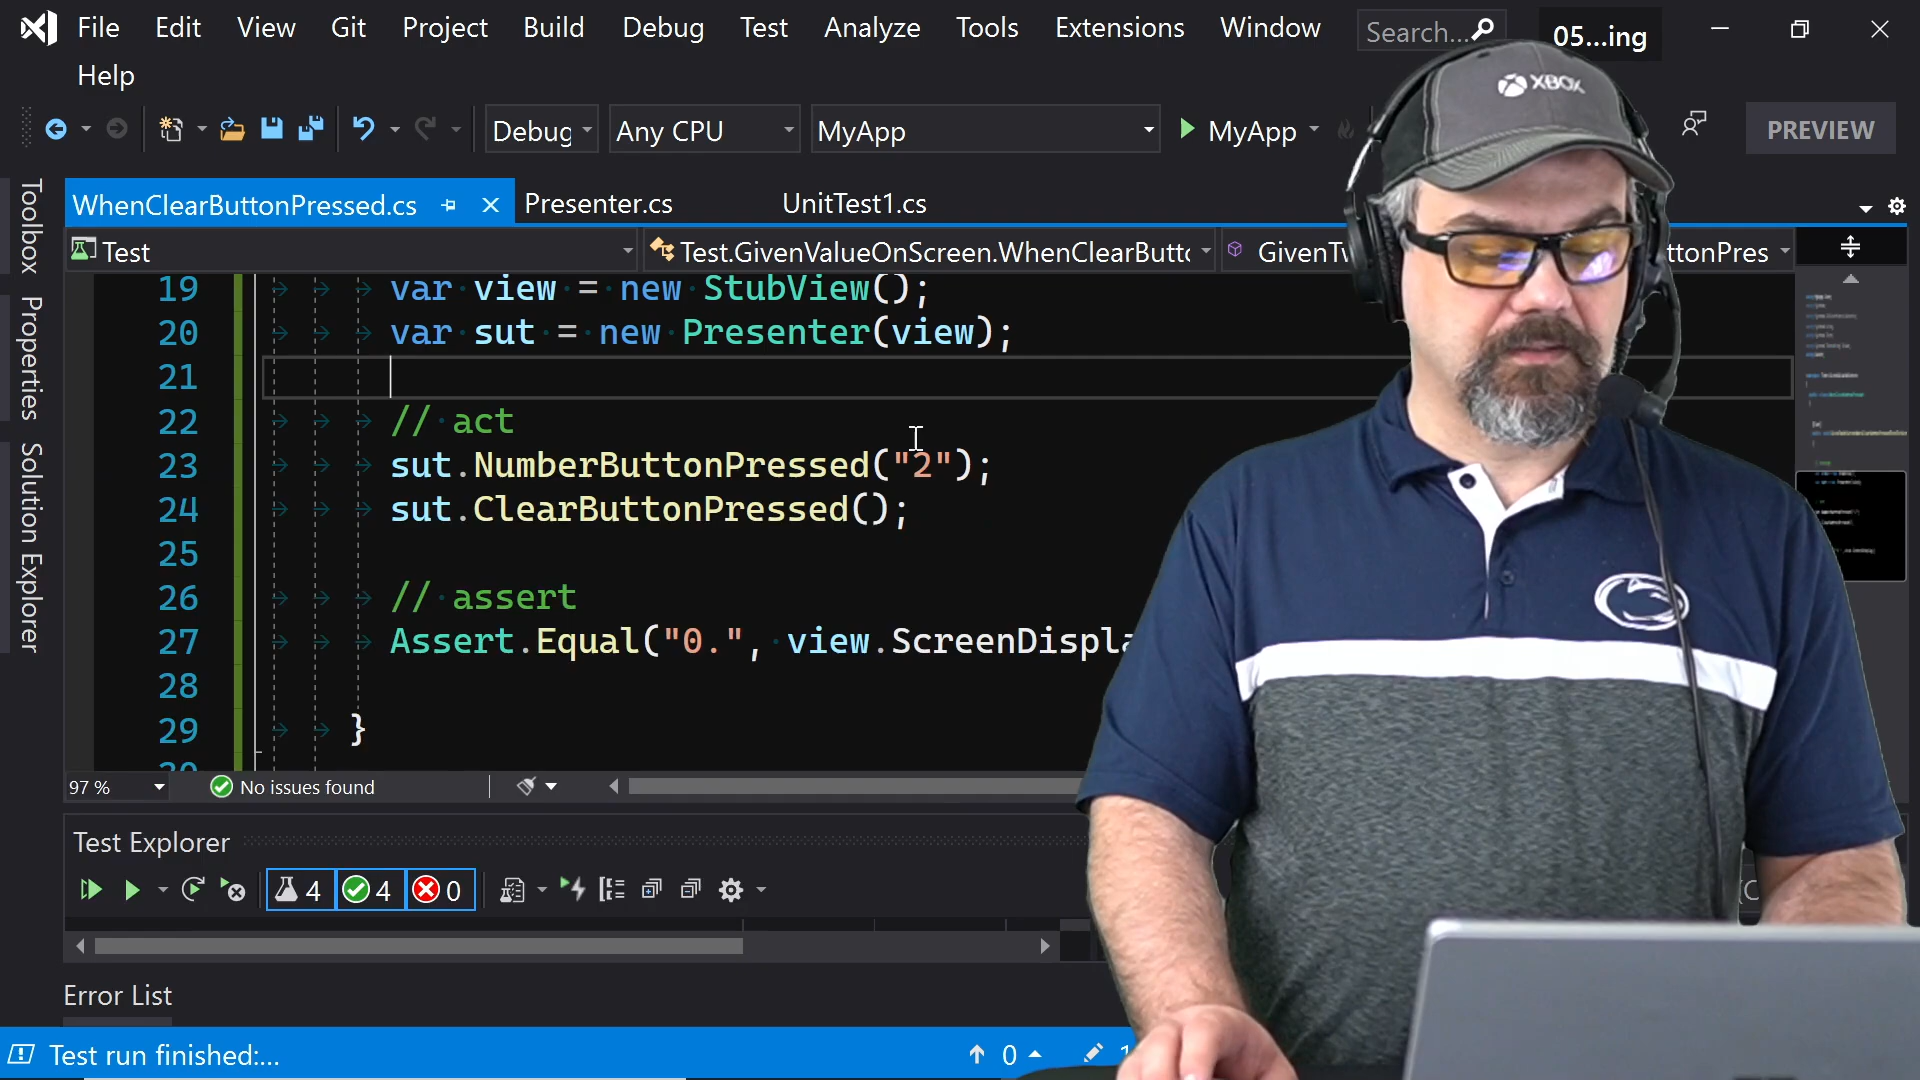 File Edit View Git Project Build Debug Test Analyze Tools Extensions Window Search... 05...ing
Help
Debug Any CPU MyApp MyApp PREVIEW
XBOX
WhenClearButtonPressed.cs Presenter.cs UnitTest1.cs
Test Test.GivenValueOnScreen.WhenClearButt GivenTw ttonPres
Toolbox
Properties
Solution Explorer
19 var view = new StubView();
20 var sut = new Presenter(view);
21
22 // act
23 sut.NumberButtonPressed("2");
24 sut.ClearButtonPressed();
25
26 // assert
27 Assert.Equal("0.", view.ScreenDispla
28
29 }
97 % No issues found
Test Explorer
4 4 0
Error List
Test run finished:... 0 1